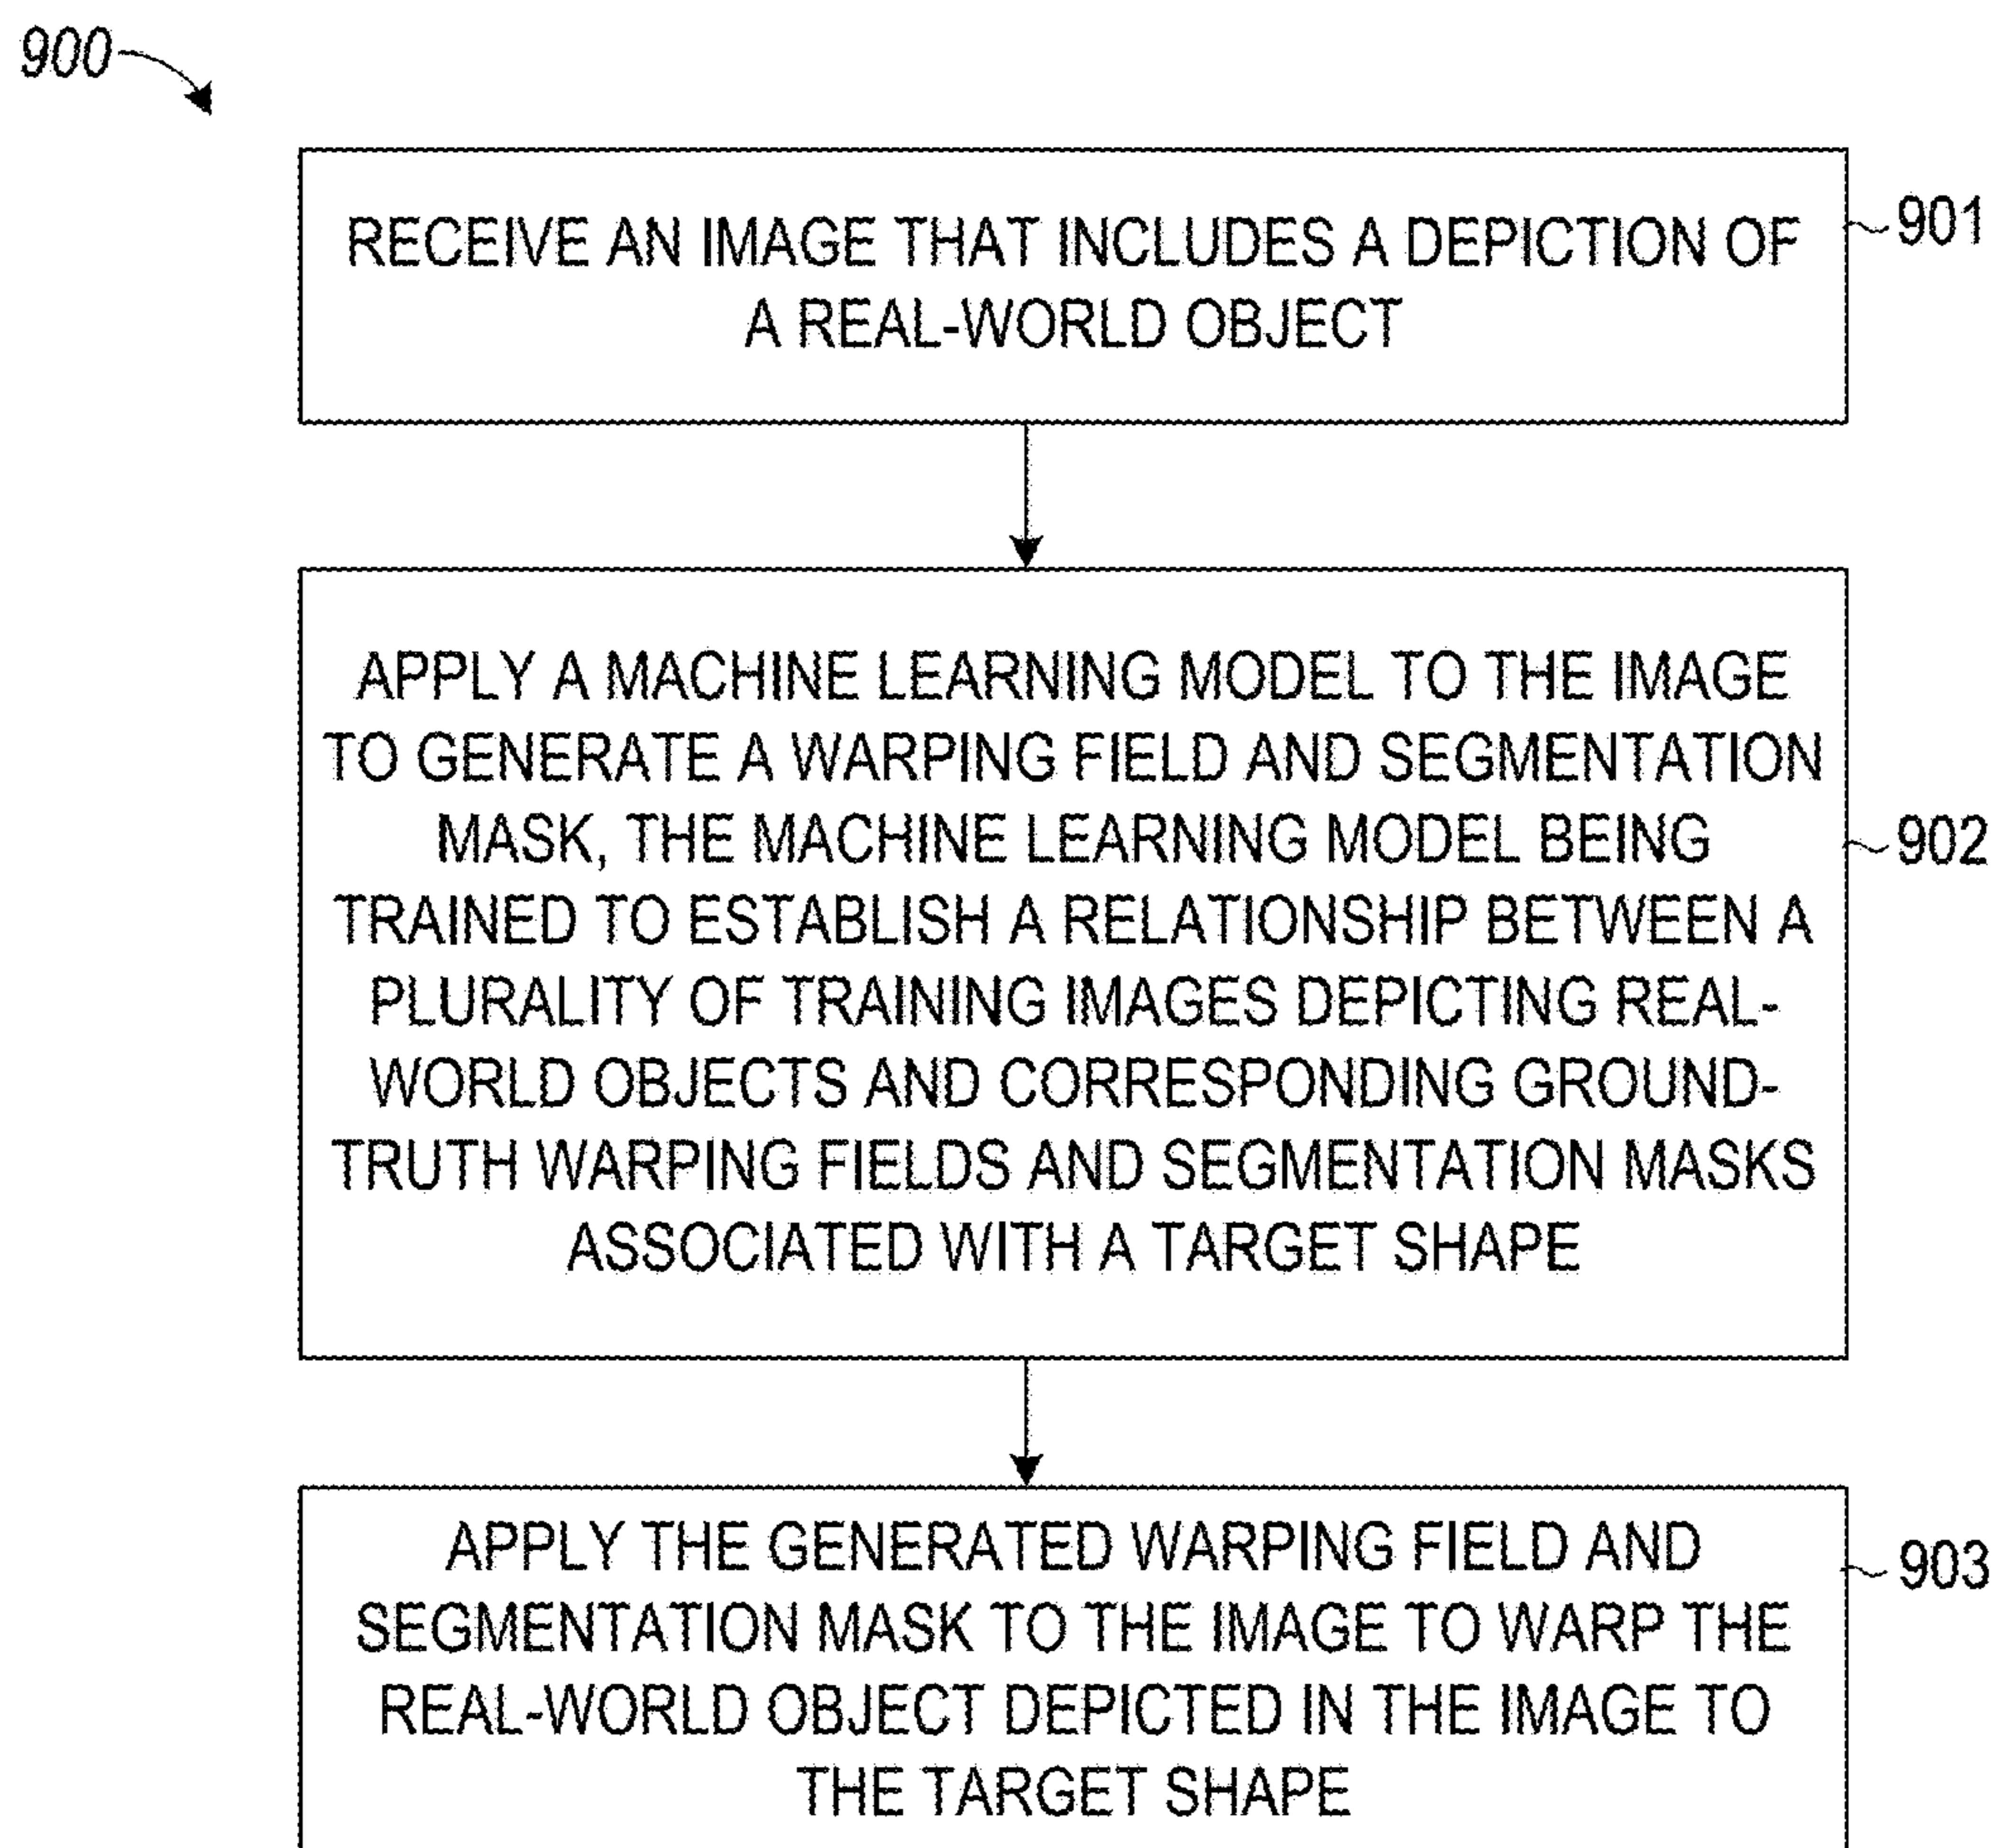 900
RECEIVE AN IMAGE THAT INCLUDES A DEPICTION OF
A REAL-WORLD OBJECT
901
APPLY A MACHINE LEARNING MODEL TO THE IMAGE
TO GENERATE A WARPING FIELD AND SEGMENTATION
MASK, THE MACHINE LEARNING MODEL BEING
TRAINED TO ESTABLISH A RELATIONSHIP BETWEEN A
PLURALITY OF TRAINING IMAGES DEPICTING REAL-
WORLD OBJECTS AND CORRESPONDING GROUND-
TRUTH WARPING FIELDS AND SEGMENTATION MASKS
ASSOCIATED WITH A TARGET SHAPE
902
APPLY THE GENERATED WARPING FIELD AND
SEGMENTATION MASK TO THE IMAGE TO WARP THE
REAL-WORLD OBJECT DEPICTED IN THE IMAGE TO
THE TARGET SHAPE
903